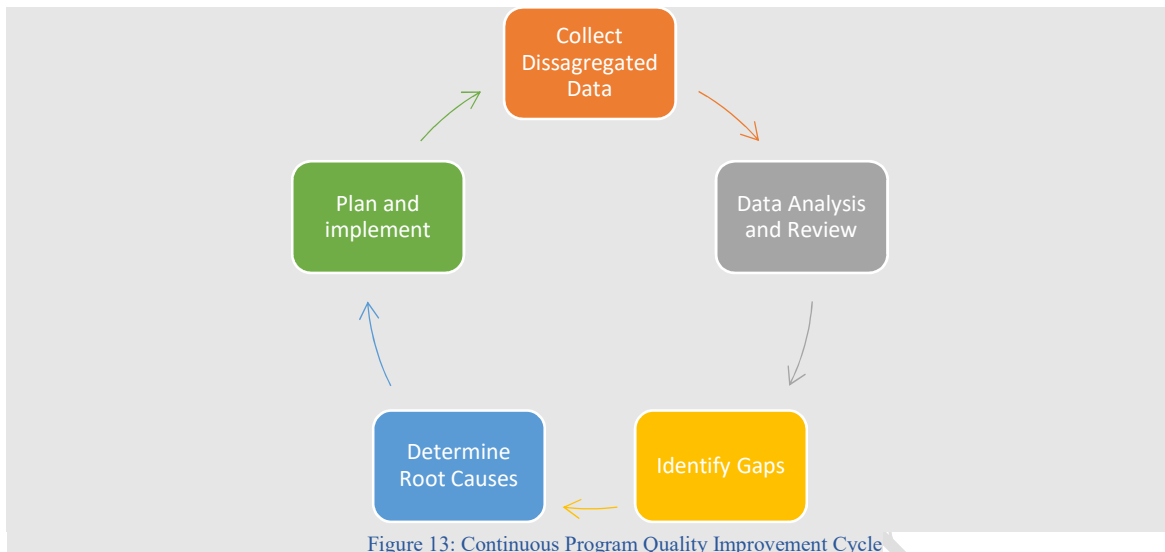 Collect
Dissagregated
Data
Data Analysis
and Review
Identify Gaps
Determine
Root Causes
Plan and
implement
Figure 13: Continuous Program Quality Improvement Cycle